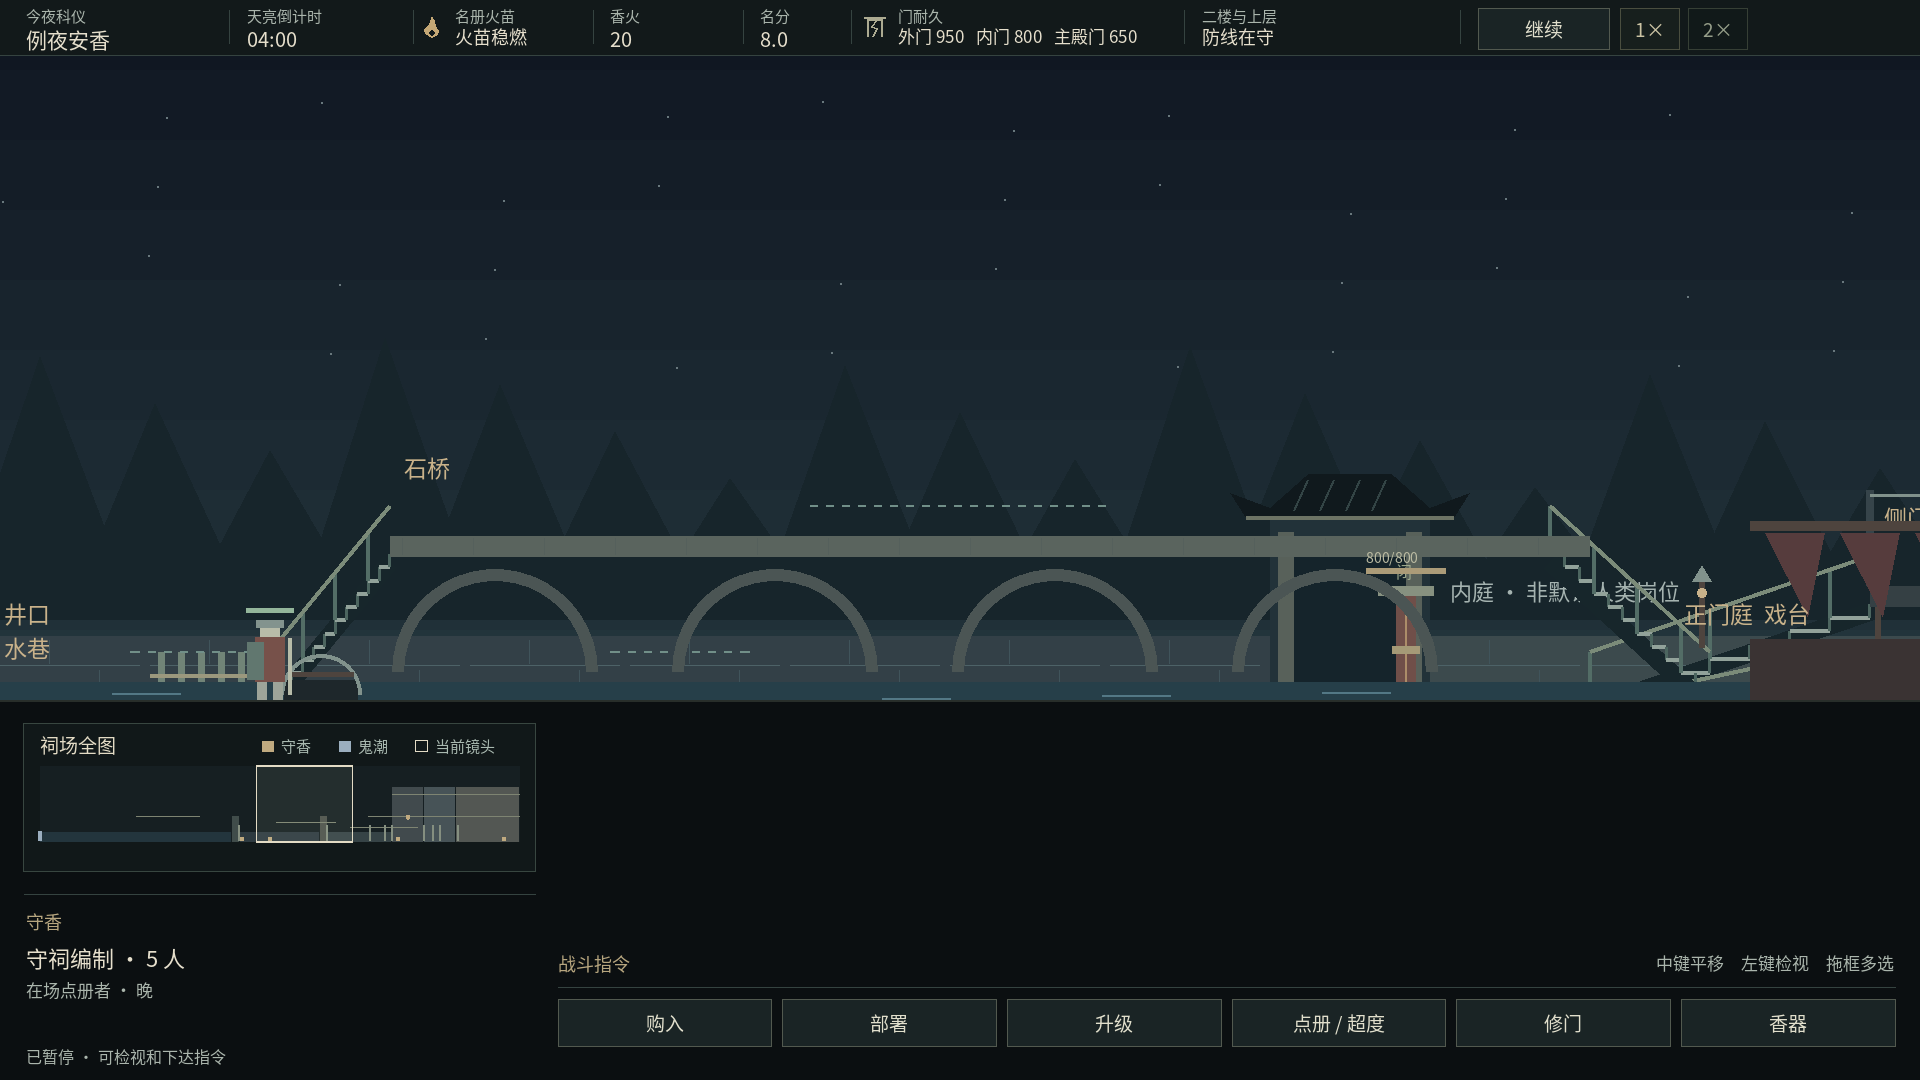 今夜科仪
例夜安香
天亮倒计时
04:00
名册火苗
火苗稳燃
香火
20
名分
8.0
门耐久
外门 950 内门 800 主殿门 650
二楼与上层
防线在守
继续
1×
2×
石桥
800/800
闭
侧门
内庭 · 非默
人类岗位
井口
水巷
正门庭 戏台
祠场全图
守香
鬼潮
当前镜头
守香
守祠编制 · 5 人
在场点册者 · 晚
已暂停 · 可检视和下达指令
战斗指令
中键平移 左键检视 拖框多选
购入
部署
升级
点册 / 超度
修门
香器